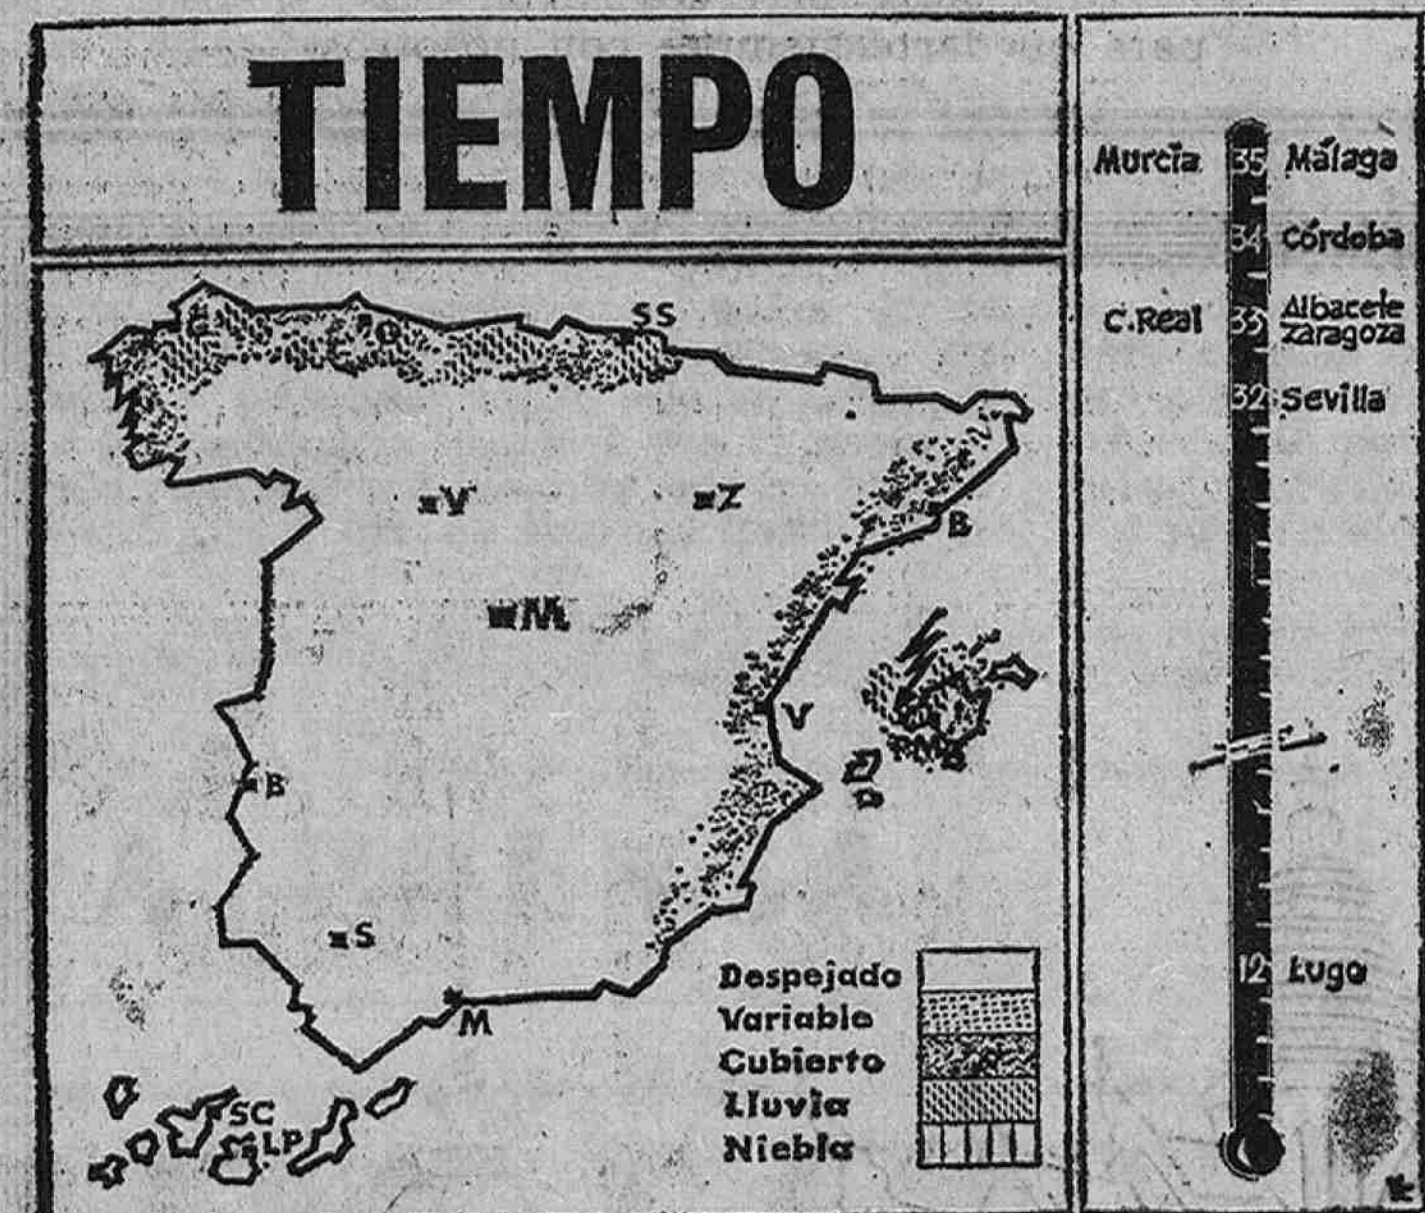 TIEMPO
C
O
SS
V
Z
B
M
V
PM
B
S
M
SC
LP
Despejado
Variable
Cubierto
Lluvia
Niebla
Murcia 35 Málaga
34 Córdoba
C.Real 33 Albacete
Zaragoza
32 Sevilla
12 Lugo